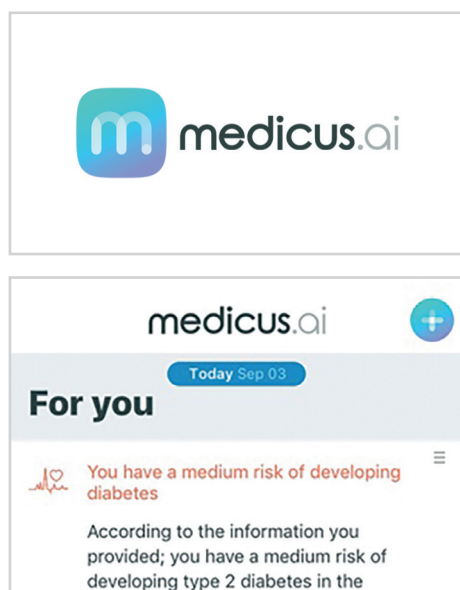 m.
medicus.ai
medicus.ai
Today Sep 03
For you
You have a medium risk of developing
diabetes
According to the information you
provided; you have a medium risk of
developing type 2 diabetes in the